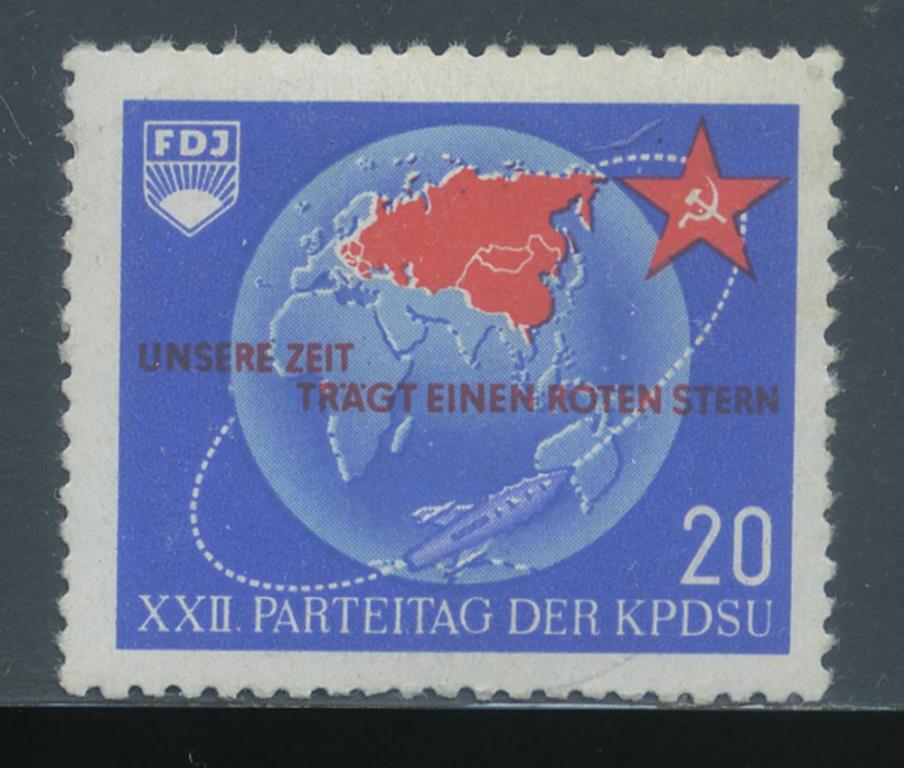 FDJ
UNSERE ZEIT
TRÄGT EINEN ROTEN STERN
20
XXII. PARTEITAG DER KPDSU